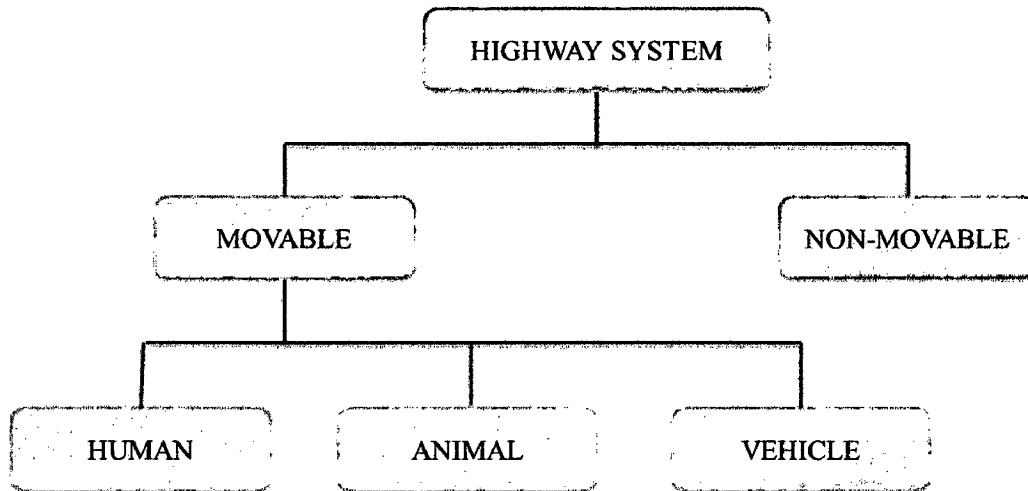 HIGHWAY SYSTEM
MOVABLE
NON-MOVABLE
HUMAN
ANIMAL
VEHICLE